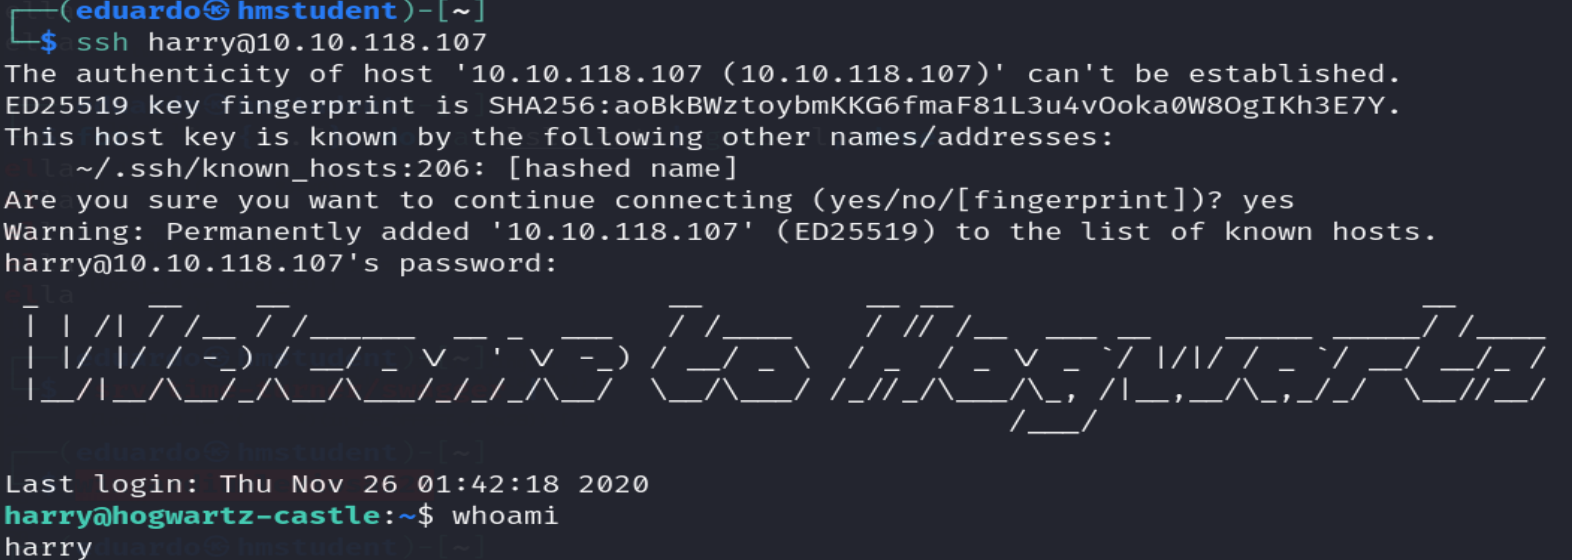 (eduardo㉿hmstudent)-[~]
$ ssh harry@10.10.118.107
The authenticity of host '10.10.118.107 (10.10.118.107)' can't be established.
ED25519 key fingerprint is SHA256:aoBkBWztoybmKKG6fmaF81L3u4vOoka0W8OgIKh3E7Y.
This host key is known by the following other names/addresses:
~/.ssh/known_hosts:206: [hashed name]
Are you sure you want to continue connecting (yes/no/[fingerprint])? yes
Warning: Permanently added '10.10.118.107' (ED25519) to the list of known hosts.
harry@10.10.118.107's password:
Welcome to Hogwartz
Last login: Thu Nov 26 01:42:18 2020
harry@hogwartz-castle:~$ whoami
harry